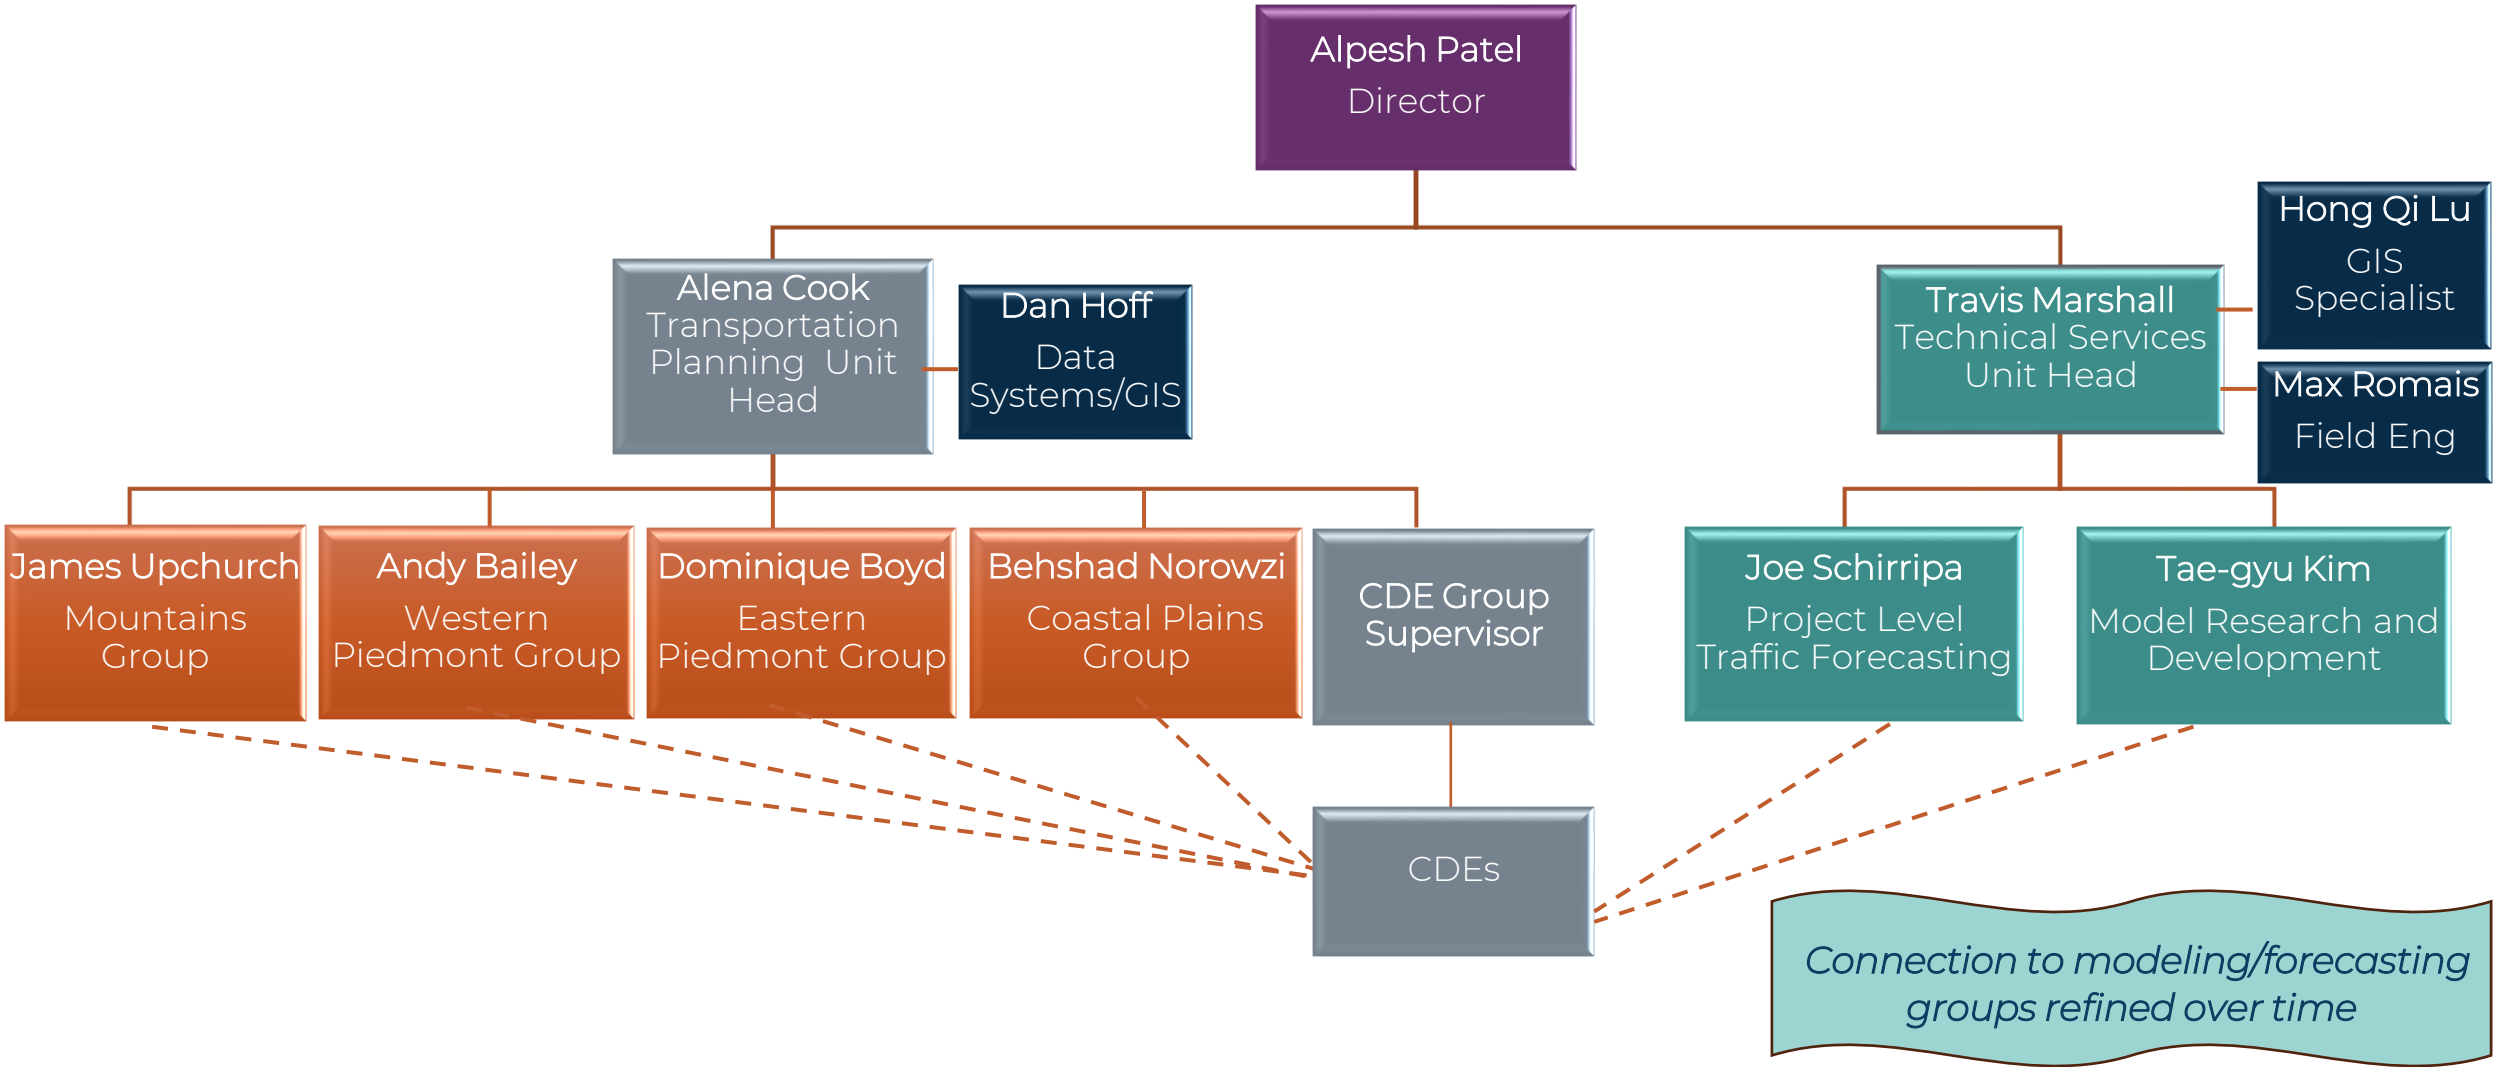 Alpesh Patel
Director
Hong Qi Lu
GIS
Specialist
Alena Cook
Transportation
Planning Unit
Head
Dan Hoff
Data
Systems/GIS
Travis Marshall
Technical Services
Unit Head
Max Romais
Field Eng
James Upchurch
Mountains
Group
Andy Bailey
Western
Piedmont Group
Dominique Boyd
Eastern
Piedmont Group
Behshad Norowzi
Coastal Plains
Group
CDE Group
Supervisor
Joe Schirripa
Project Level
Traffic Forecasting
Tae-gyu Kim
Model Research and
Development
CDEs
Connection to modeling/forecasting
groups refined over time